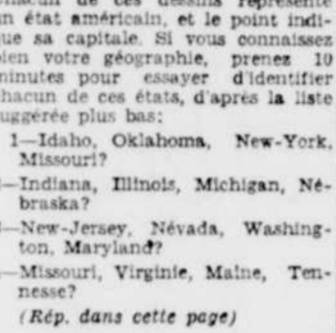 de ces dessins représente
un état américain, et le point indi-
que sa capitale. Si vous connaissez
bien votre géographie, prenez 10
minutes pour essayer d'identifier
chacun de ces états, d'après la liste
suggérée plus bas:
1—Idaho, Oklahoma, New-York,
Missouri?
—Indiana, Illinois, Michigan, Né-
braska?
—New-Jersey, Névada, Washing-
ton, Maryland?
—Missouri, Virginie, Maine, Ten-
nesse?
(Rép. dans cette page)